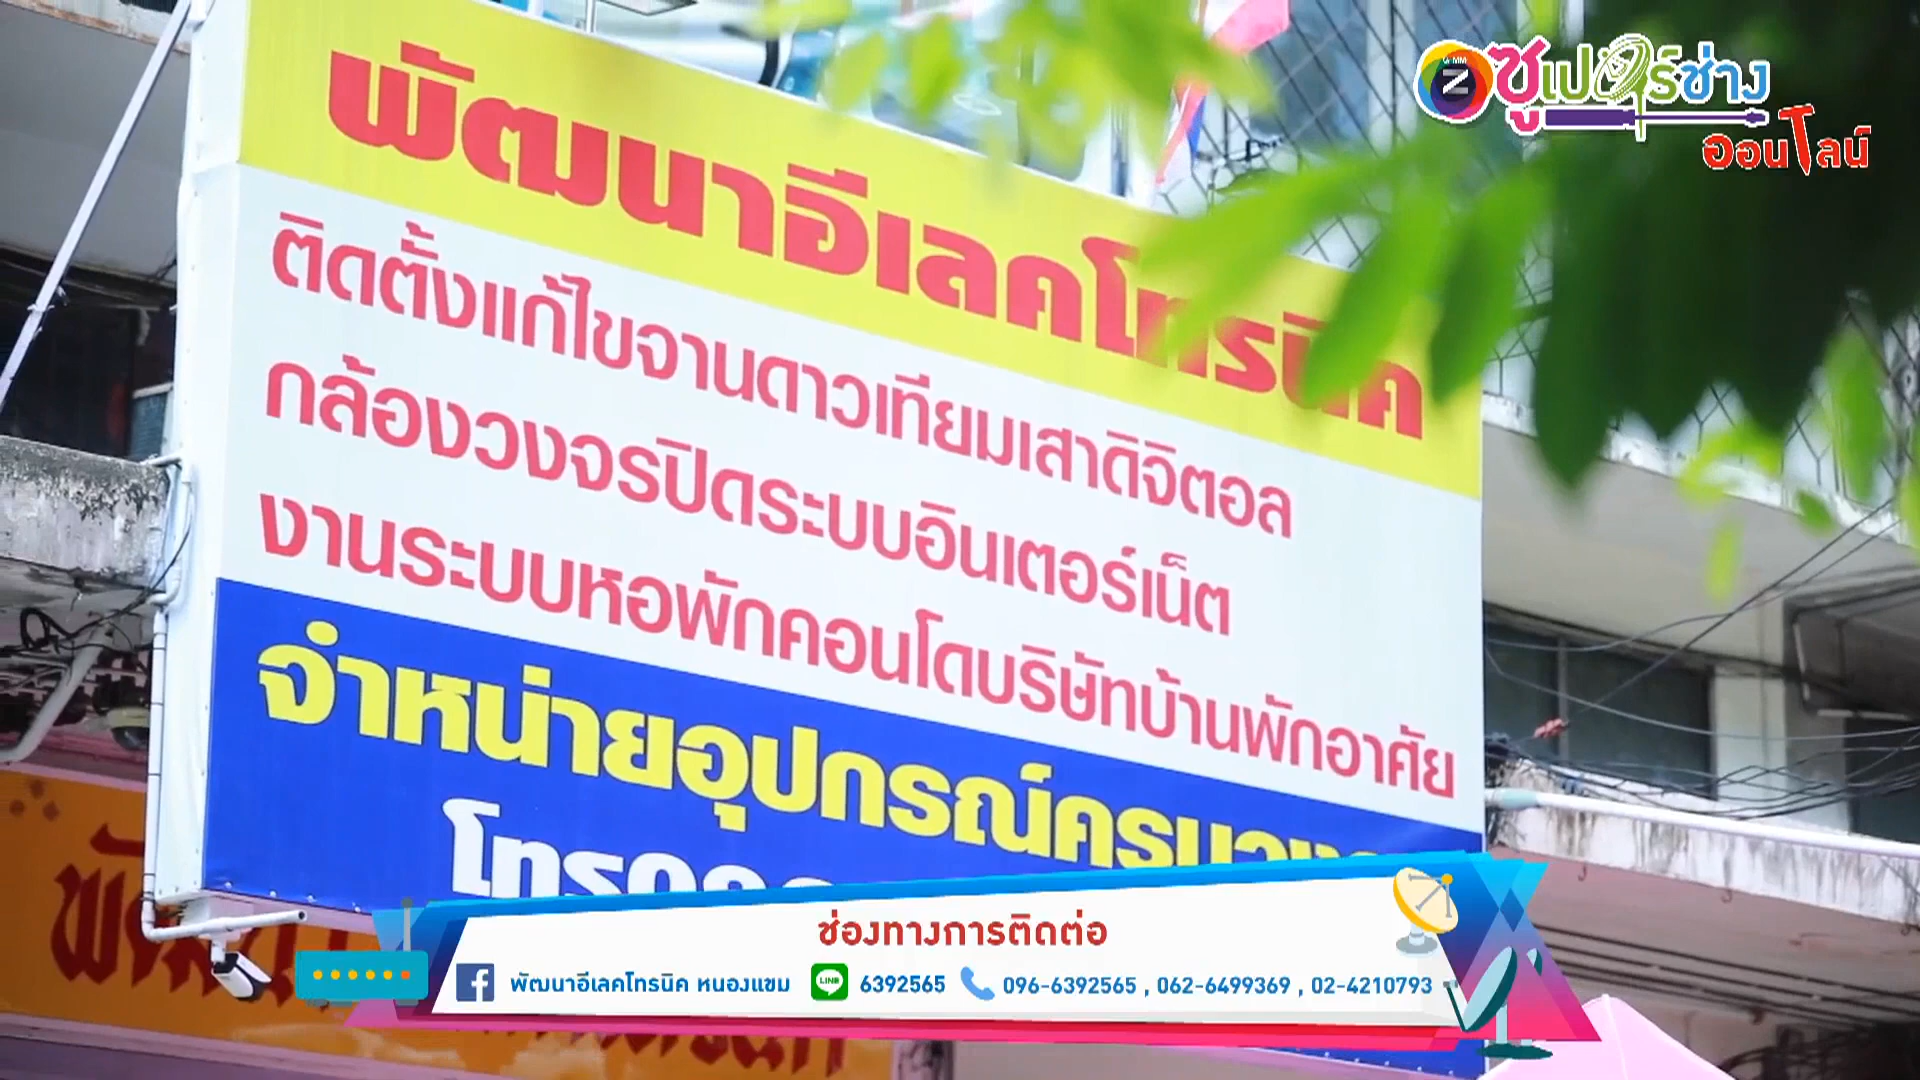 GMM
Z
ซูเปอร์ช่าง
ออนไลน์
พัฒนาอีเลคโทรนิค
ติดตั้งแก้ไขจานดาวเทียมเสาดิจิตอล
กล้องวงจรปิดระบบอินเตอร์เน็ต
งานระบบหอพักคอนโดบริษัทบ้านพักอาศัย
จำหน่ายอุปกรณ์ครบวงจร
โทร
ช่องทางการติดต่อ
พัฒนาอีเลคโทรนิค หนองแขม LINE 6392565 096-6392565 , 062-6499369 , 02-4210793